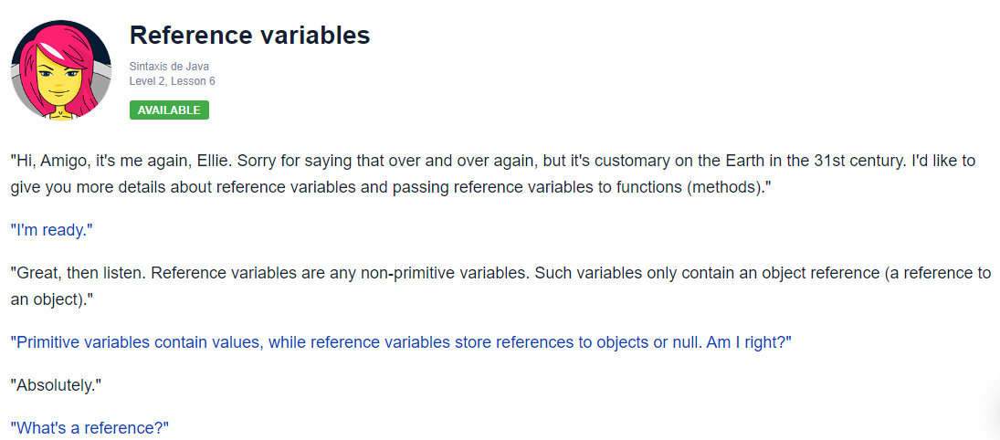 Reference variables
Sintaxis de Java
Level 2, Lesson 6
AVAILABLE
"Hi, Amigo, it's me again, Ellie. Sorry for saying that over and over again, but it's customary on the Earth in the 31st century. I'd like to
give you more details about reference variables and passing reference variables to functions (methods)."
"I'm ready."
"Great, then listen. Reference variables are any non-primitive variables. Such variables only contain an object reference (a reference to
an object)."
"Primitive variables contain values, while reference variables store references to objects or null. Am I right?"
"Absolutely."
"What's a reference?"